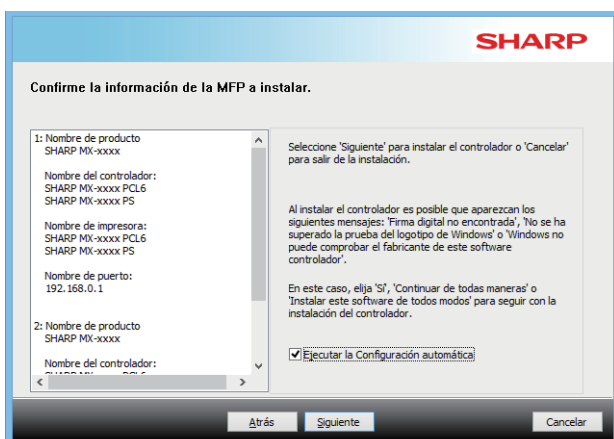 SHARP
Confirme la información de la MFP a instalar.
1: Nombre de producto
SHARP MX-xxxx
Nombre del controlador:
SHARP MX-xxxx PCL6
SHARP MX-xxxx PS
Nombre de impresora:
SHARP MX-xxxx PCL6
SHARP MX-xxxx PS
Nombre de puerto:
192.168.0.1
2: Nombre de producto
SHARP MX-xxxx
Nombre del controlador:
Seleccione 'Siguiente' para instalar el controlador o 'Cancelar'
para salir de la instalación.
Al instalar el controlador es posible que aparezcan los
siguientes mensajes: 'Firma digital no encontrada', 'No se ha
superado la prueba del logotipo de Windows' o 'Windows no
puede comprobar el fabricante de este software
controlador'.
En este caso, elija 'Sí', 'Continuar de todas maneras' o
'Instalar este software de todos modos' para seguir con la
instalación del controlador.
Ejecutar la Configuración automática
Atrás
Siguiente
Cancelar